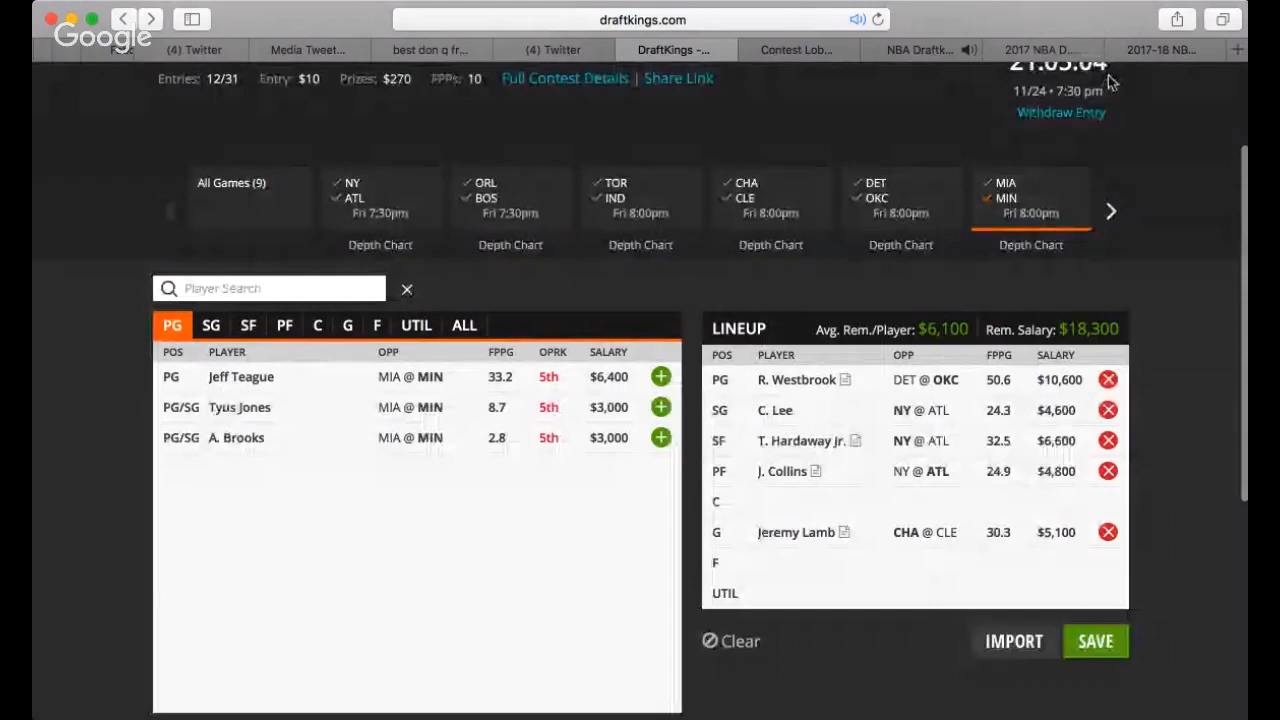 draftkings.com
Google
(4) Twitter
Media Tweet...
best don q fr...
(4) Twitter
DraftKings -...
Contest Lob...
NBA Draftk...
2017 NBA D...
2017-18 NB...
Entries: 12/31 Entry: $10 Prizes: $270 FPPs: 10 Full Contest Details | Share Link
21:05:04
11/24 • 7:30 pm
Withdraw Entry
All Games (9)
NY
ATL
Fri 7:30pm
Depth Chart
ORL
BOS
Fri 7:30pm
Depth Chart
TOR
IND
Fri 8:00pm
Depth Chart
CHA
CLE
Fri 8:00pm
Depth Chart
DET
OKC
Fri 8:00pm
Depth Chart
MIA
MIN
Fri 8:00pm
Depth Chart
Player Search
PG SG SF PF C G F UTIL ALL
POS PLAYER OPP FPPG OPRK SALARY
PG Jeff Teague MIA @ MIN 33.2 5th $6,400
PG/SG Tyus Jones MIA @ MIN 8.7 5th $3,000
PG/SG A. Brooks MIA @ MIN 2.8 5th $3,000
LINEUP Avg. Rem./Player: $6,100 Rem. Salary: $18,300
POS PLAYER OPP FPPG SALARY
PG R. Westbrook DET @ OKC 50.6 $10,600
SG C. Lee NY @ ATL 24.3 $4,600
SF T. Hardaway Jr. NY @ ATL 32.5 $6,600
PF J. Collins NY @ ATL 24.9 $4,800
C
G Jeremy Lamb CHA @ CLE 30.3 $5,100
F
UTIL
Clear
IMPORT
SAVE